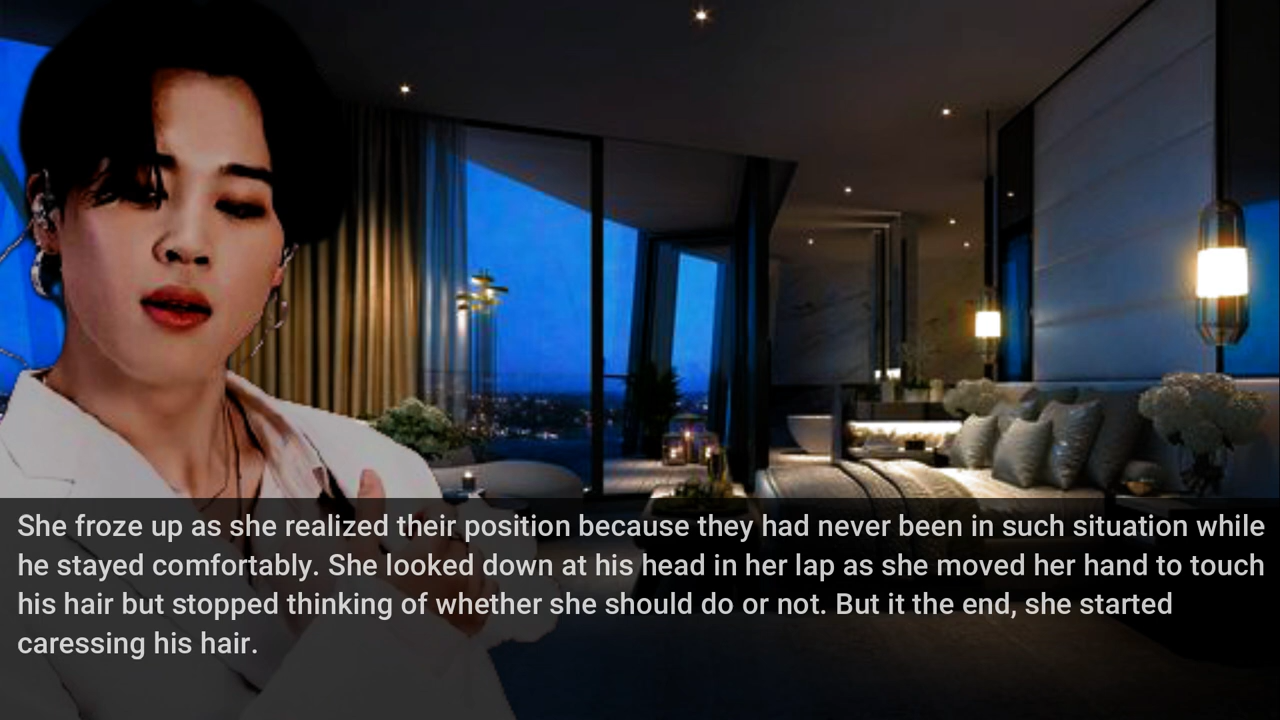 She froze up as she realized their position because they had never been in such situation while
he stayed comfortably. She looked down at his head in her lap as she moved her hand to touch
his hair but stopped thinking of whether she should do or not. But it the end, she started
caressing his hair.